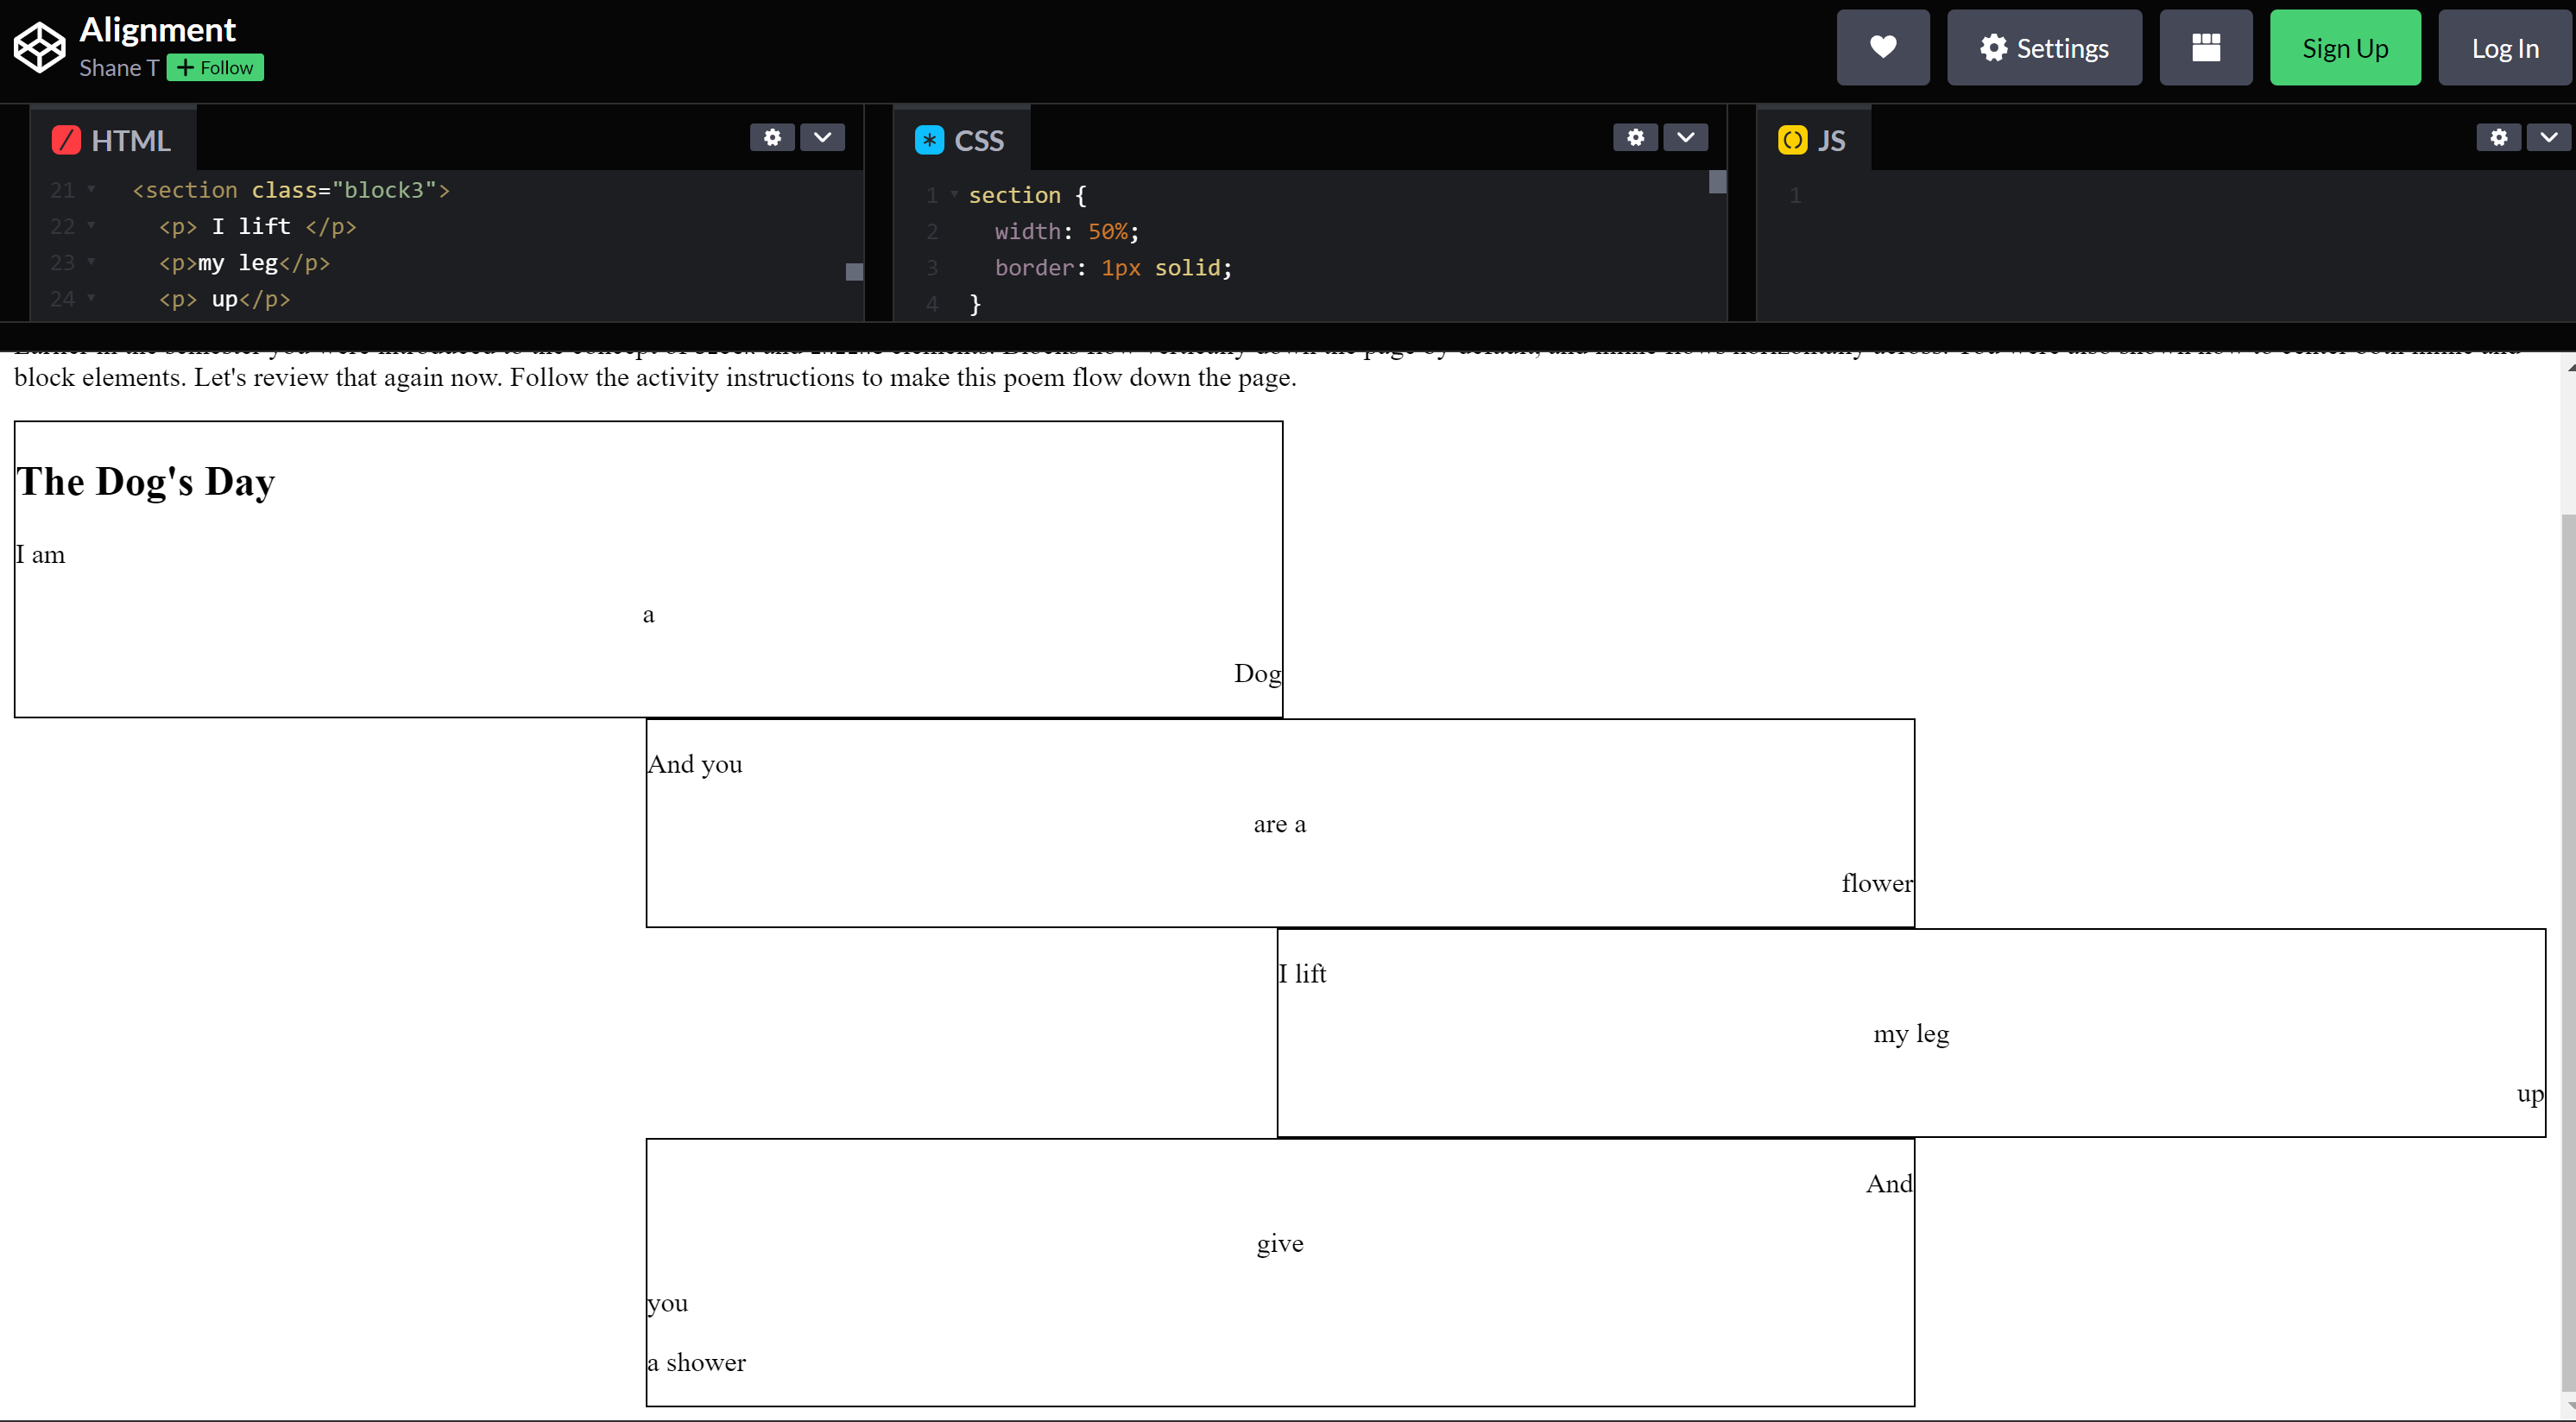 Alignment
Shane T + Follow
Settings
Sign Up
Log In
HTML
CSS
JS
21 <section class="block3">
22 <p> I lift </p>
23 <p>my leg</p>
24 <p> up</p>
1 section {
2 width: 50%;
3 border: 1px solid;
4 }
1
block elements. Let's review that again now. Follow the activity instructions to make this poem flow down the page.
The Dog's Day
I am
a
Dog
And you
are a
flower
I lift
my leg
up
And
give
you
a shower